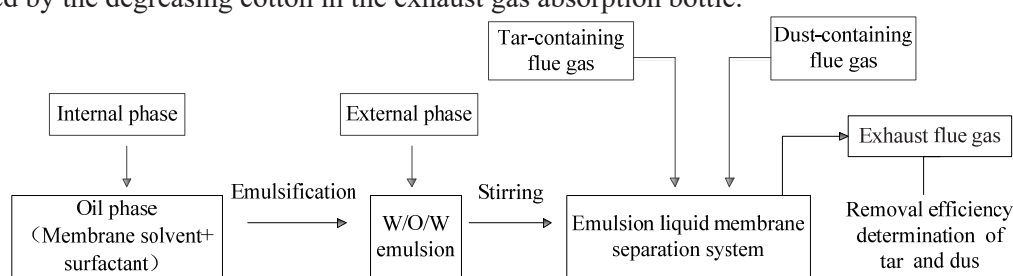 ed by the degreasing cotton in the exhaust gas absorption bottle.
Tar-containing
flue gas
Dust-containing
flue gas
Internal phase
External phase
Exhaust flue gas
Oil phase
（Membrane solvent+
surfactant）
Emulsification
W/O/W
emulsion
Stirring
Emulsion liquid membrane
separation system
Removal efficiency
determination of
tar and dus